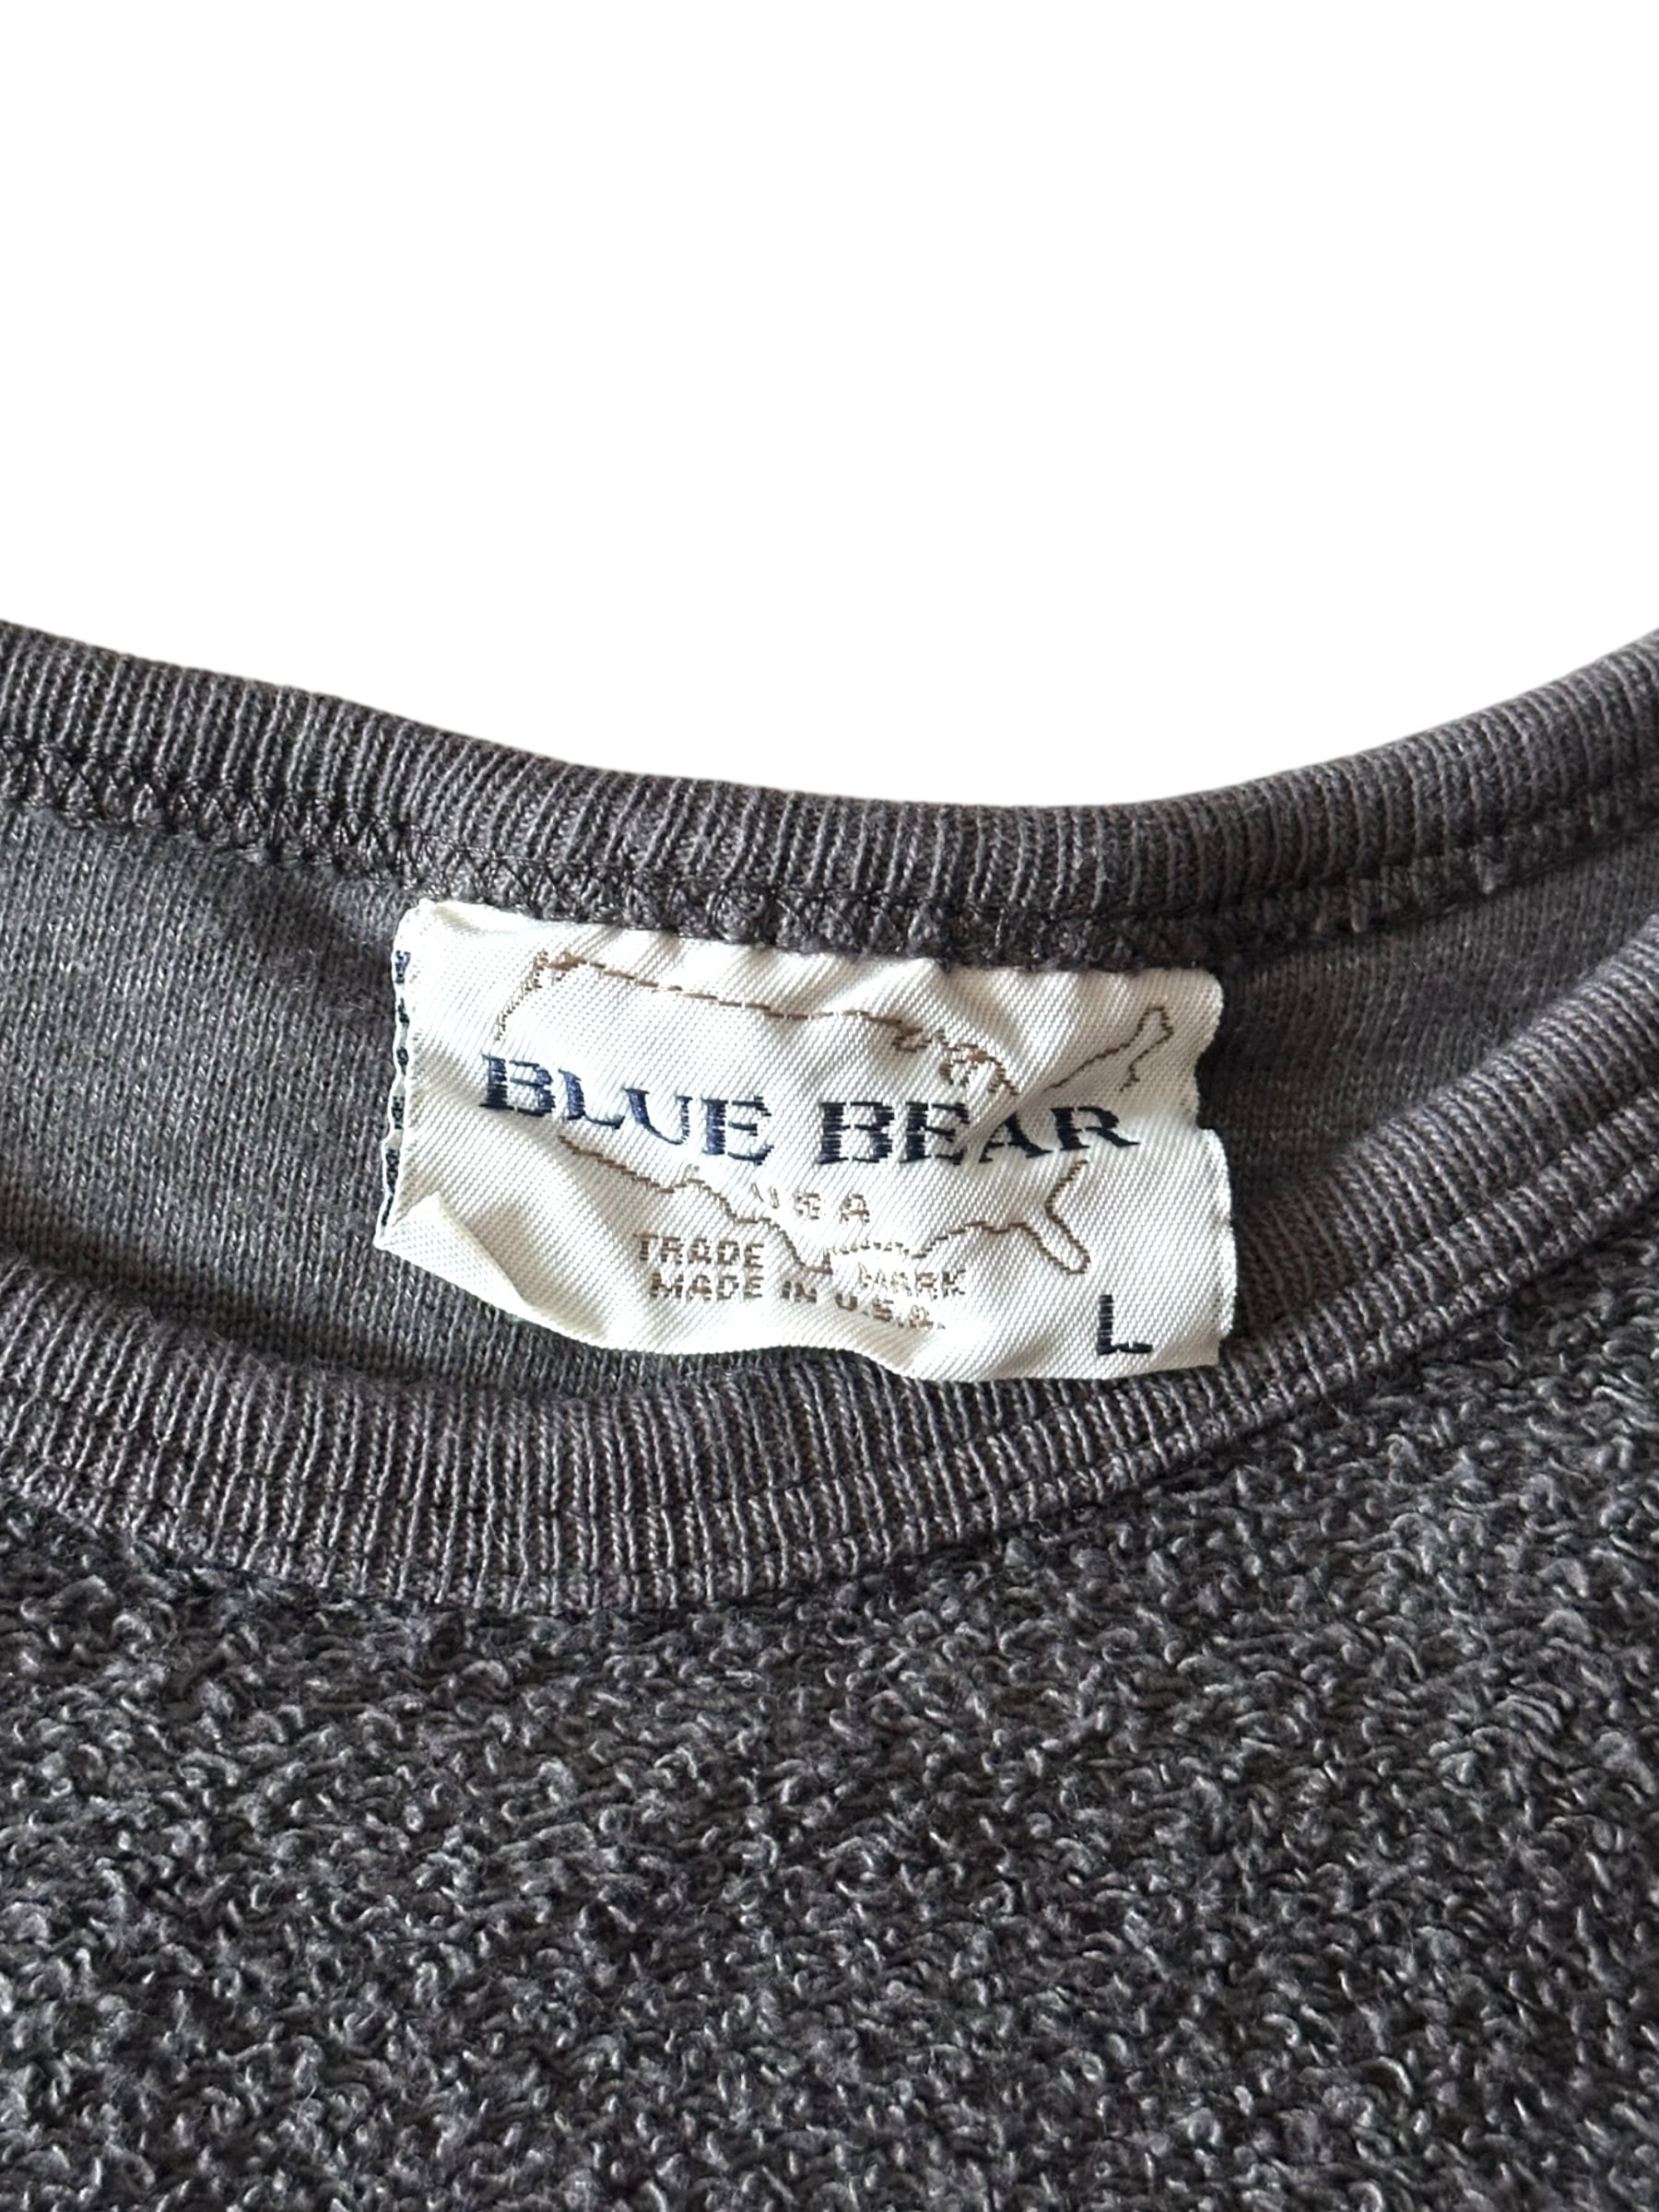 BLUE BEAR
USA
TRADE MARK
MADE IN U.S.A.
L